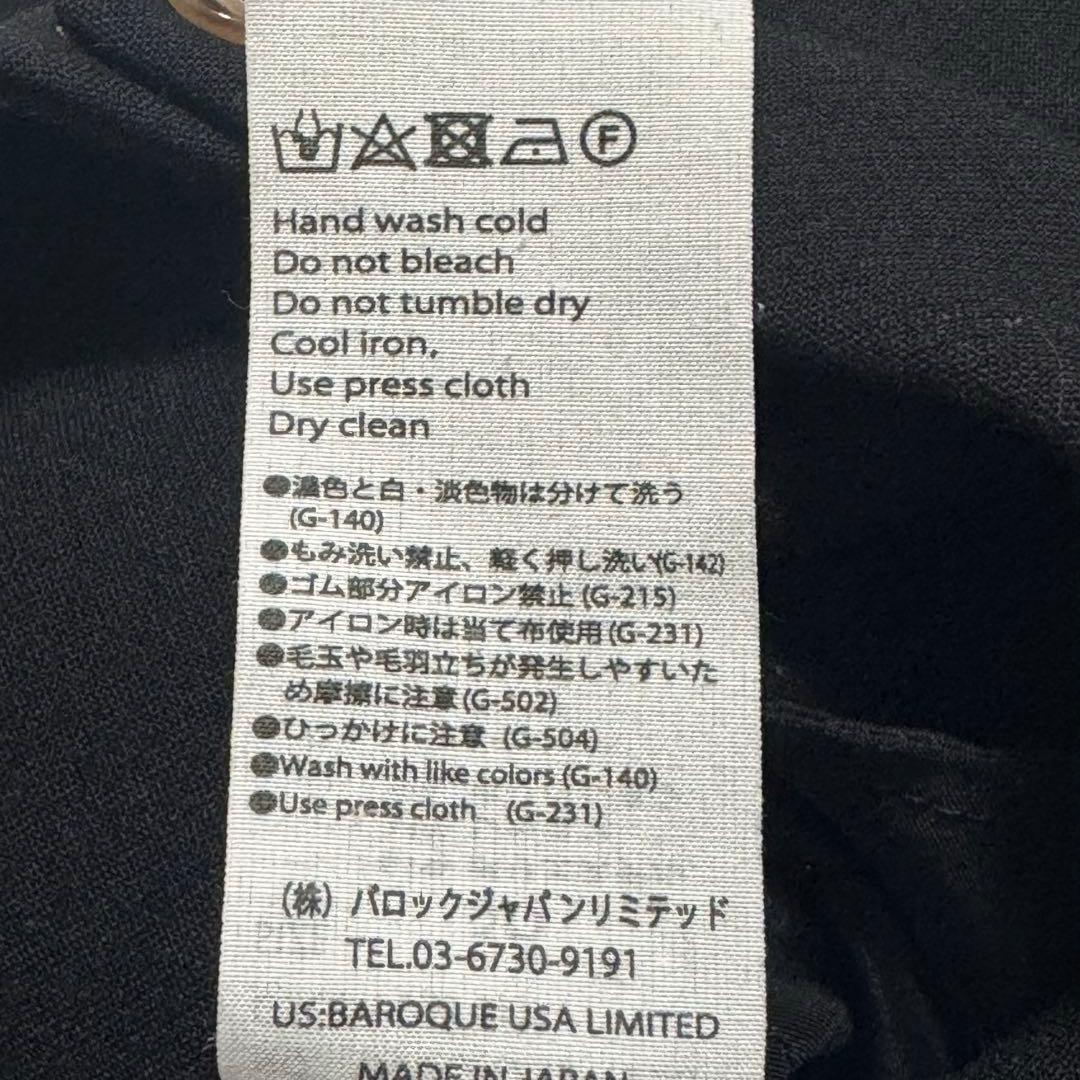 F
Hand wash cold
Do not bleach
Do not tumble dry
Cool iron,
Use press cloth
Dry clean
●濃色と白・淡色物は分けて洗う
(G-140)
●もみ洗い禁止、軽く押し洗い(G-142)
●ゴム部分アイロン禁止(G-215)
●アイロン時は当て布使用(G-231)
●毛玉や毛羽立ちが発生しやすいた
め摩擦に注意(G-502)
●ひっかけに注意 (G-504)
●Wash with like colors (G-140)
●Use press cloth (G-231)
(株) バロックジャパンリミテッド
TEL.03-6730-9191
US:BAROQUE USA LIMITED
MADE IN JAPAN